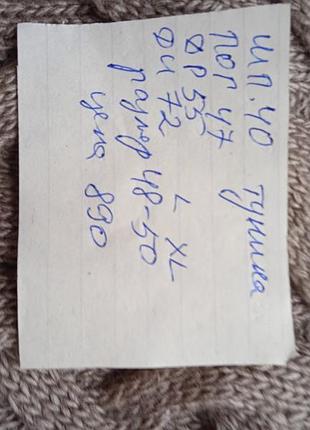 ШП. 40 туника
ПОГ 47
ДР 55
ДИ 72 L XL
размер 48-50
цена 890